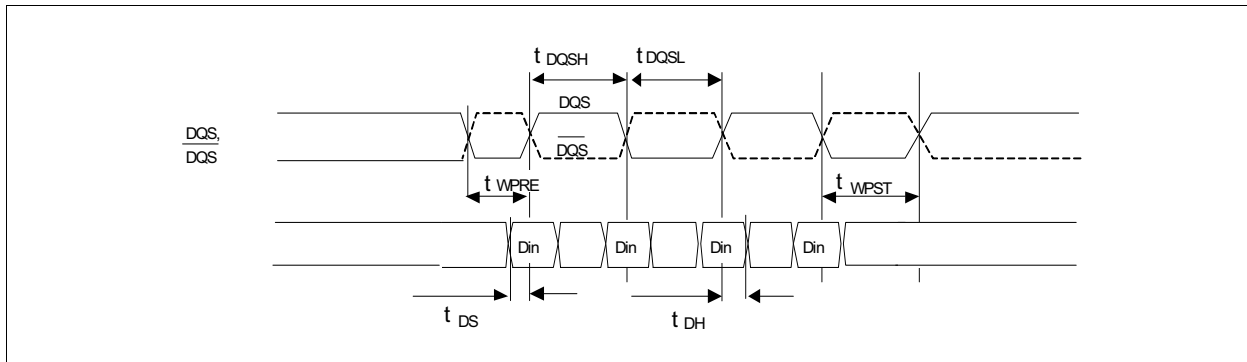 t DQSH
t DQSL
DQS
DQS,
DQS
DQS
t WPRE
t WPST
Din
Din
Din
Din
t DS
t DH